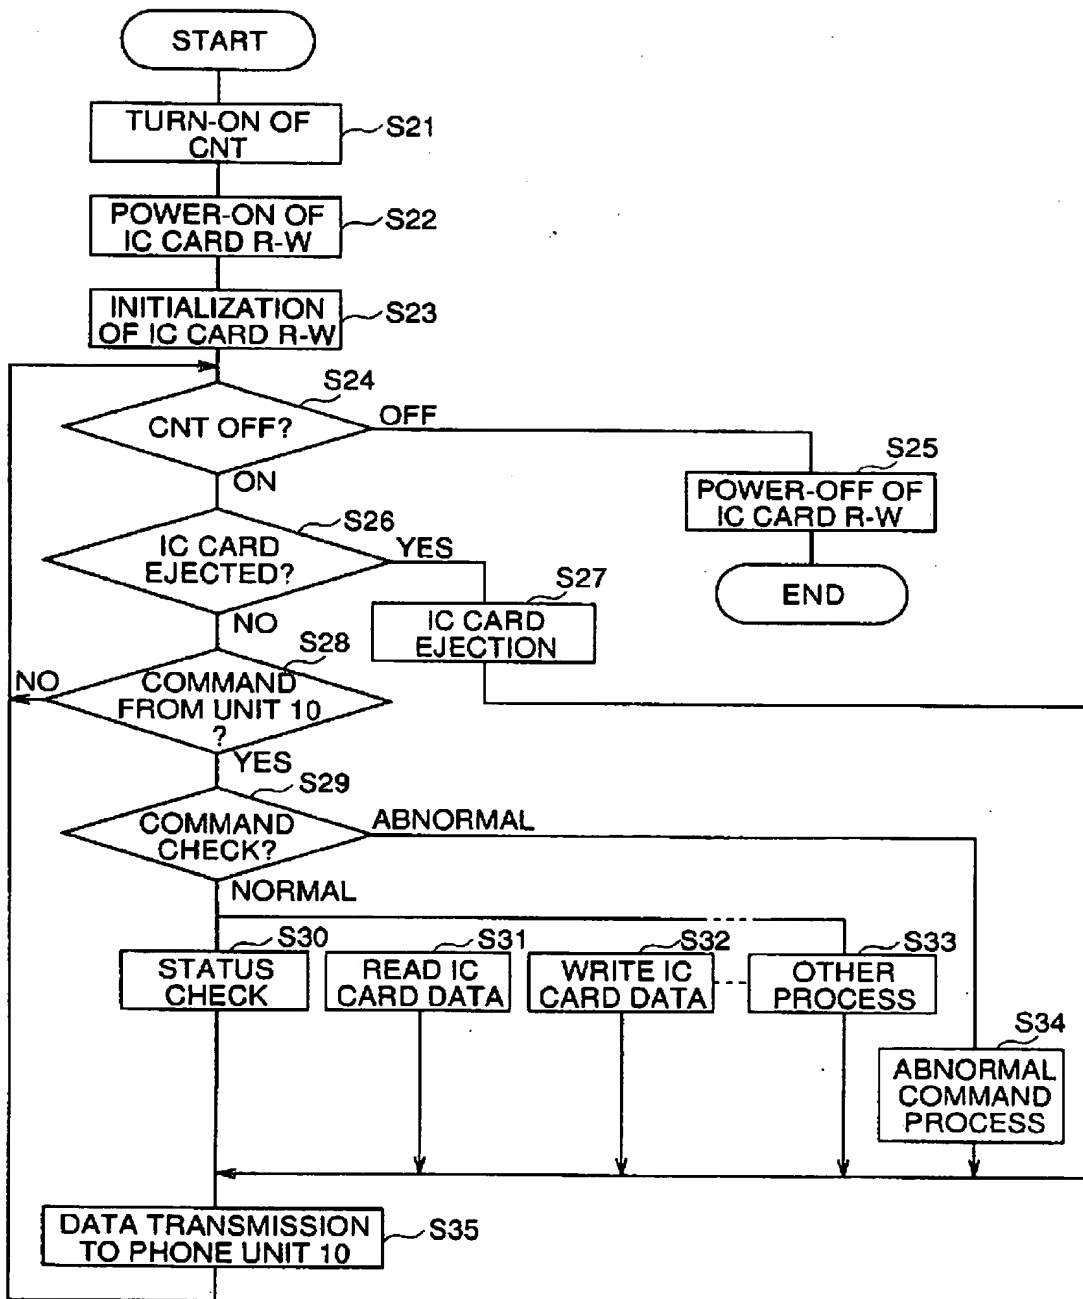 START
TURN-ON OF
CNT
S21
POWER-ON OF
IC CARD R-W
S22
INITIALIZATION
OF IC CARD R-W
S23
S24
CNT OFF?
OFF
ON
S25
POWER-OFF OF
IC CARD R-W
END
S26
IC CARD
EJECTED?
YES
NO
S27
IC CARD
EJECTION
S28
COMMAND
FROM UNIT 10
?
NO
YES
S29
COMMAND
CHECK?
ABNORMAL
NORMAL
S30
STATUS
CHECK
S31
READ IC
CARD DATA
S32
WRITE IC
CARD DATA
S33
OTHER
PROCESS
S34
ABNORMAL
COMMAND
PROCESS
DATA TRANSMISSION
TO PHONE UNIT 10
S35